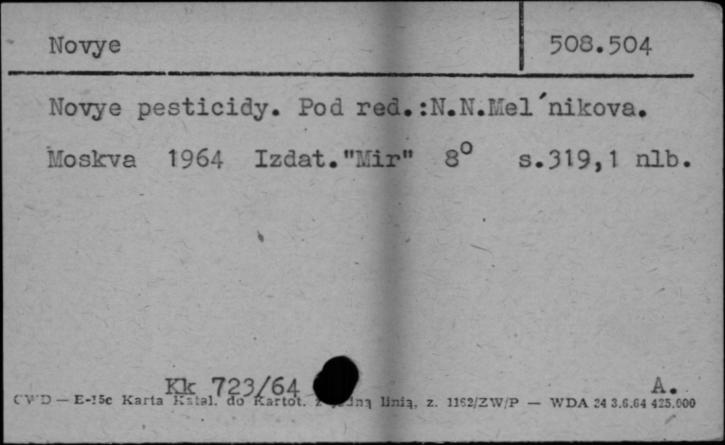 Novye 508.504
Novye pesticidy. Pod red.:N.N.Mel´nikova.
Moskva 1964 Izdat."Mir" 8° s.319,1 nlb.
Kk 723/64 A.
CWD — E-15c Karta Katal. do Kartot. z jedną linią, z. 1162/ZW/P — WDA 24 3.6.64 425.000